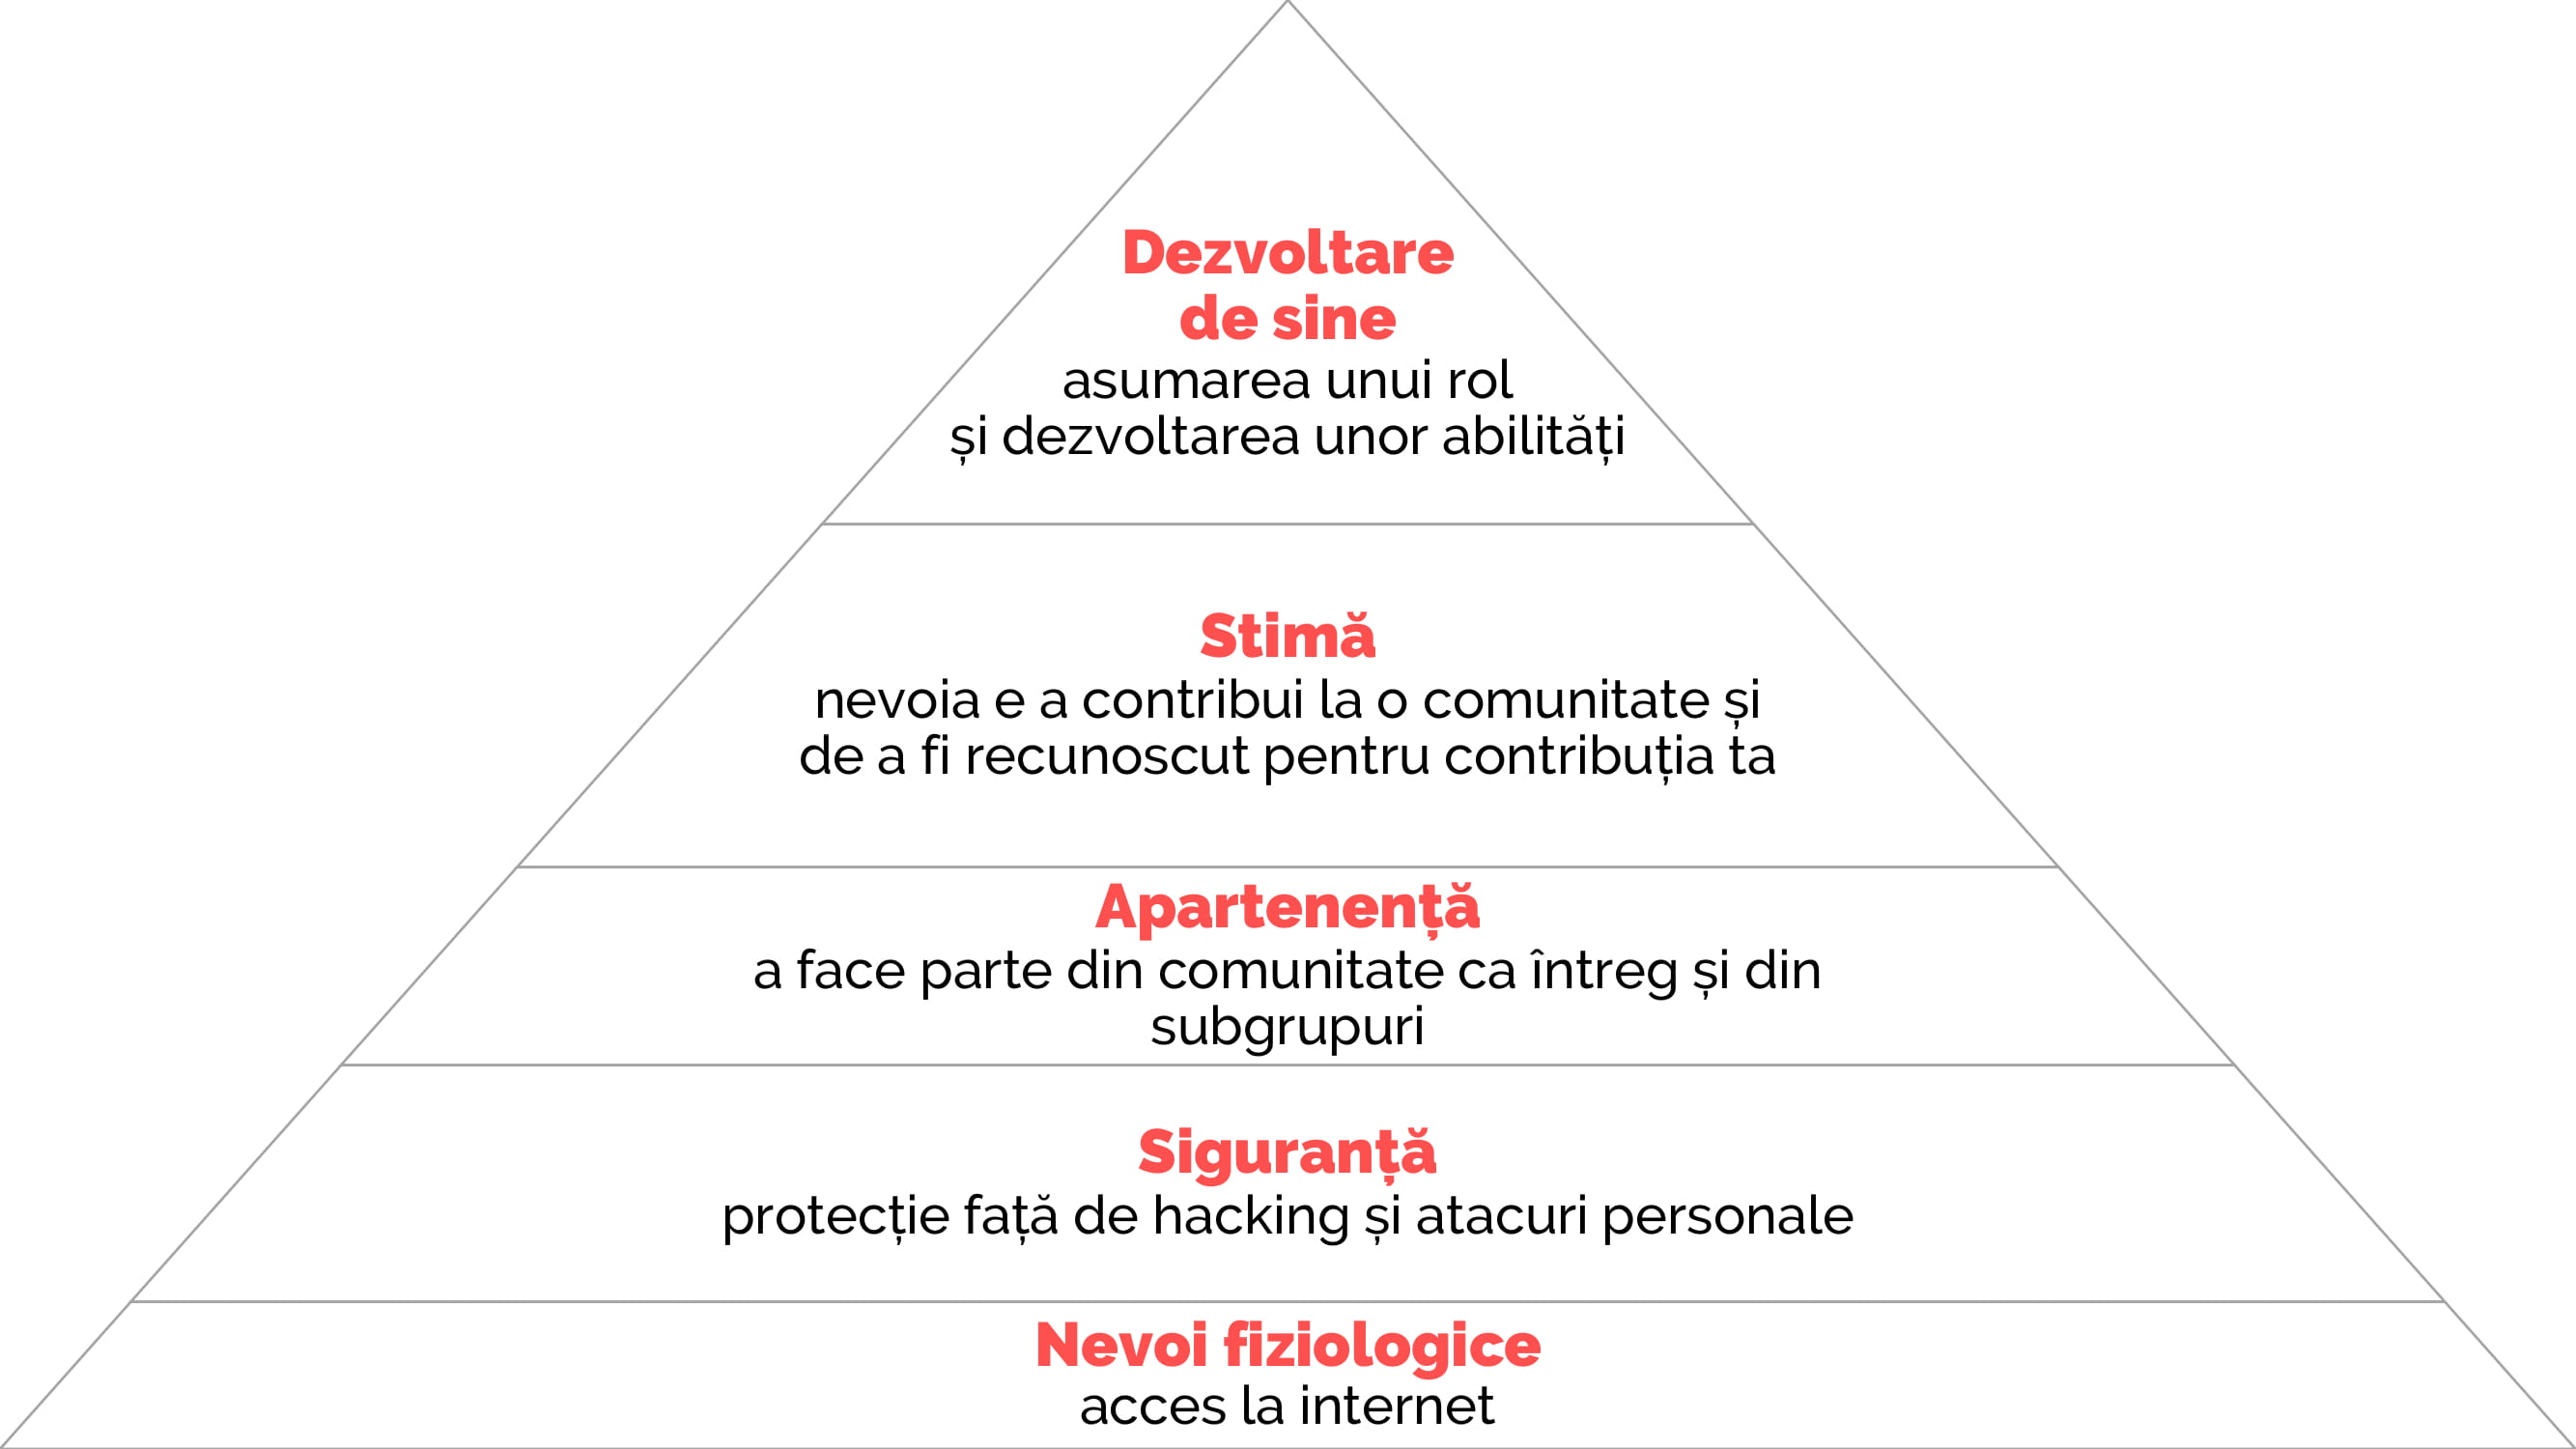 Dezvoltare
de sine
asumarea unui rol
și dezvoltarea unor abilități
Stimă
nevoia e a contribui la o comunitate și
de a fi recunoscut pentru contribuția ta
Apartenență
a face parte din comunitate ca întreg și din
subgrupuri
Siguranță
protecție față de hacking și atacuri personale
Nevoi fiziologice
acces la internet